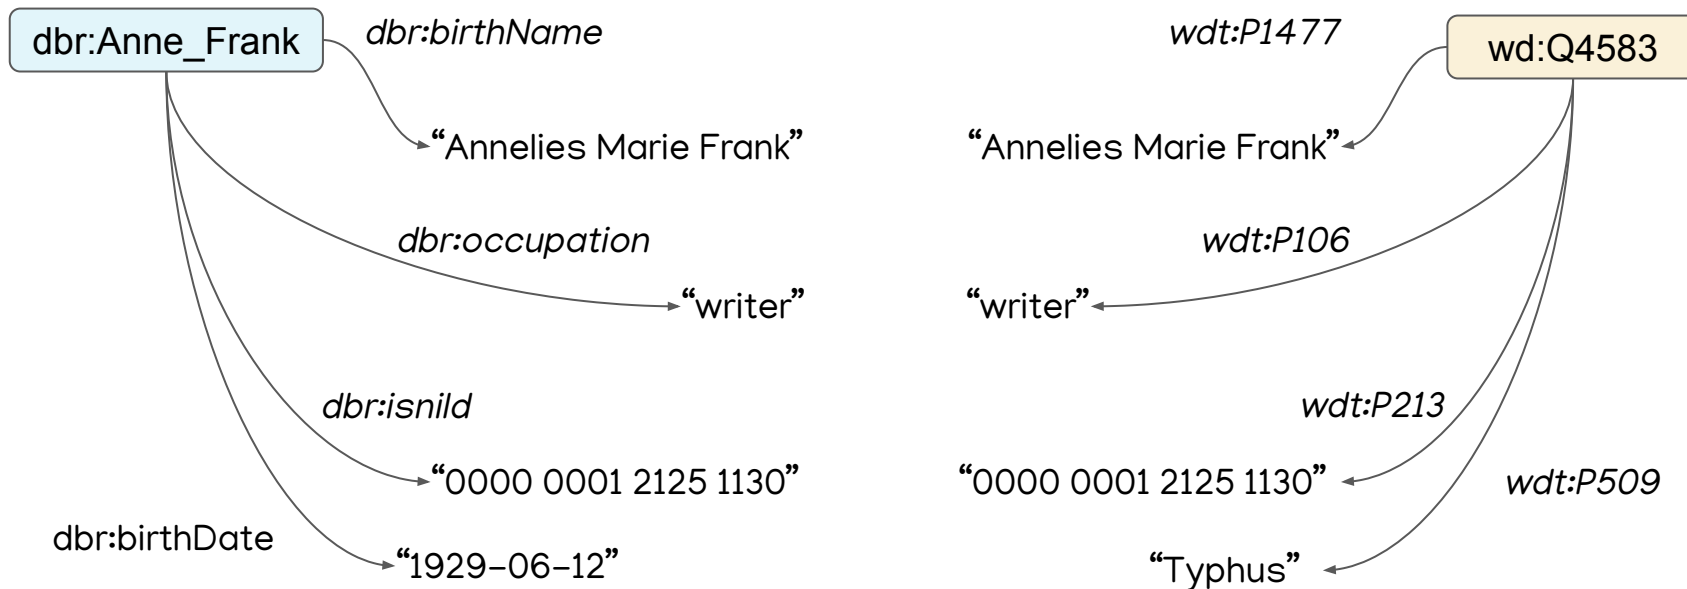 dbr:Anne_Frank
dbr:birthName
wdt:P1477
wd:Q4583
“Annelies Marie Frank”
“Annelies Marie Frank”
dbr:occupation
wdt:P106
“writer”
“writer”
dbr:isniId
wdt:P213
“0000 0001 2125 1130”
“0000 0001 2125 1130”
wdt:P509
dbr:birthDate
“1929-06-12”
“Typhus”